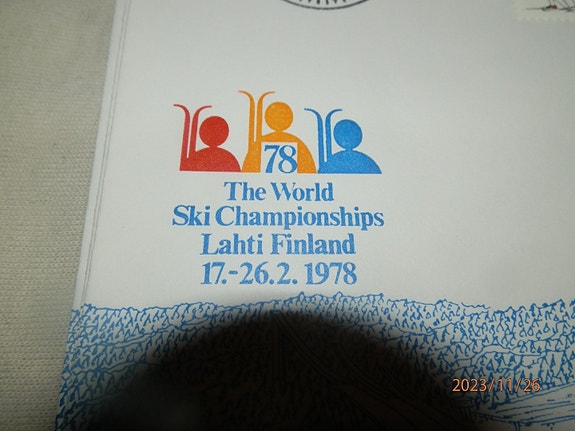 78
The World
Ski Championships
Lahti Finland
17.-26.2. 1978
2023/11/26